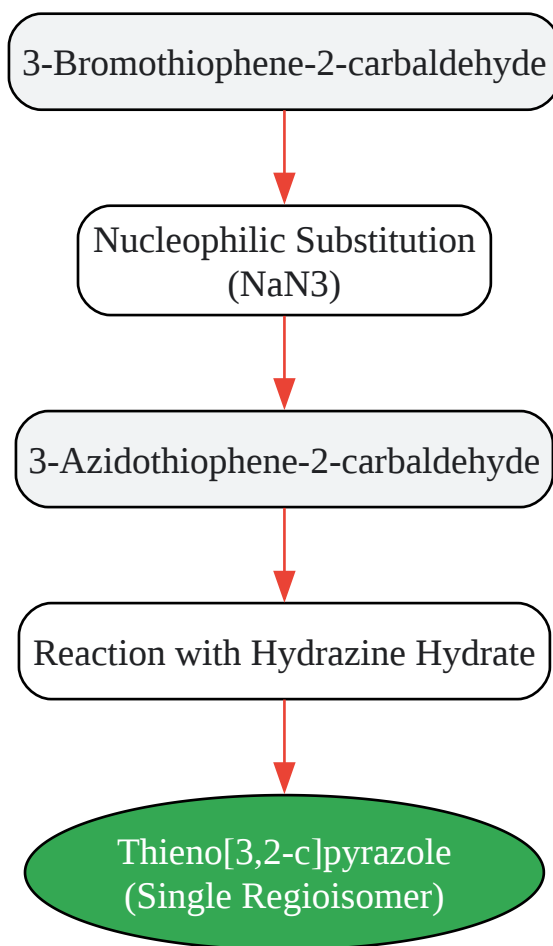 3-Bromothiophene-2-carbaldehyde
Nucleophilic Substitution
(NaN3)
3-Azidothiophene-2-carbaldehyde
Reaction with Hydrazine Hydrate
Thieno[3,2-c]pyrazole
(Single Regioisomer)